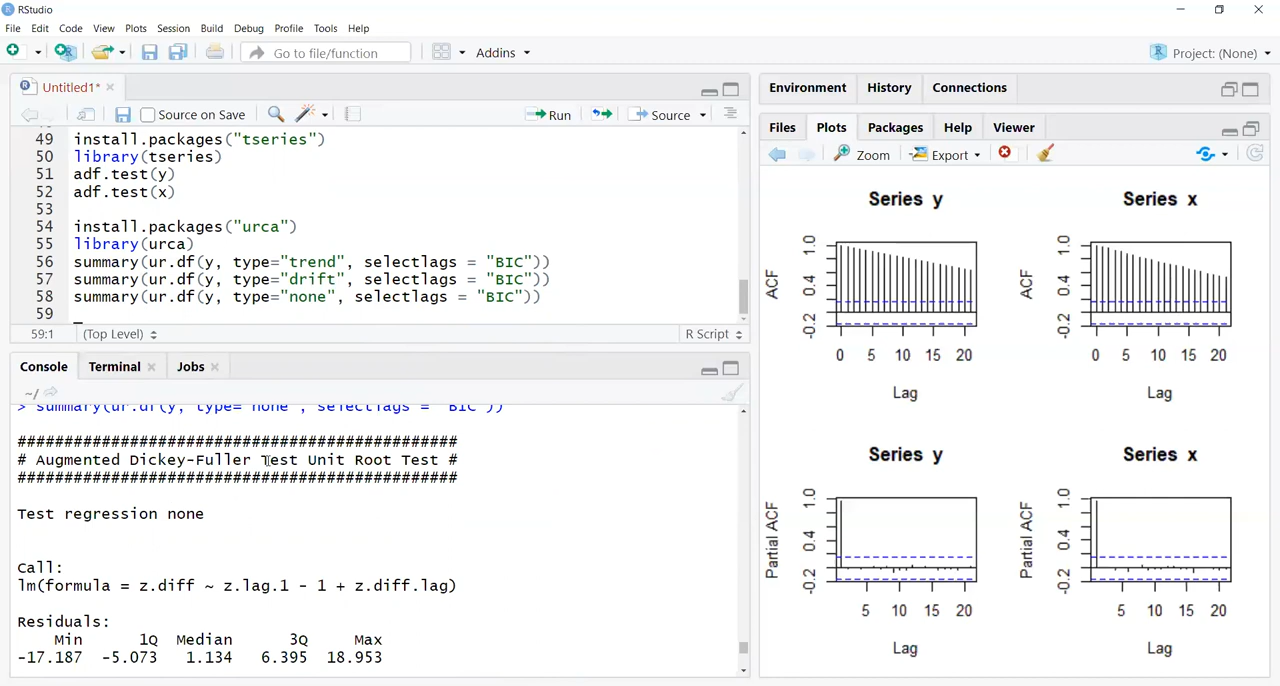 RStudio
File Edit Code View Plots Session Build Debug Profile Tools Help
Go to file/function Addins Project: (None)
Untitled1*
Source on Save Run Source
49 install.packages("tseries")
50 library(tseries)
51 adf.test(y)
52 adf.test(x)
53
54 install.packages("urca")
55 library(urca)
56 summary(ur.df(y, type="trend", selectlags = "BIC"))
57 summary(ur.df(y, type="drift", selectlags = "BIC"))
58 summary(ur.df(y, type="none", selectlags = "BIC"))
59
59:1 (Top Level) R Script
Console Terminal Jobs
~/
> summary(ur.df(y, type="none", selectlags = "BIC"))
###############################################
# Augmented Dickey-Fuller Test Unit Root Test #
###############################################
Test regression none
Call:
lm(formula = z.diff ~ z.lag.1 - 1 + z.diff.lag)
Residuals:
Min 1Q Median 3Q Max
-17.187 -5.073 1.134 6.395 18.953
Environment History Connections
Files Plots Packages Help Viewer
Zoom Export
Series y
ACF
1.0
0.4
-0.2
0 5 10 15 20
Lag
Series x
ACF
1.0
0.4
-0.2
0 5 10 15 20
Lag
Series y
Partial ACF
1.0
0.4
-0.2
5 10 15 20
Lag
Series x
Partial ACF
1.0
0.4
-0.2
5 10 15 20
Lag